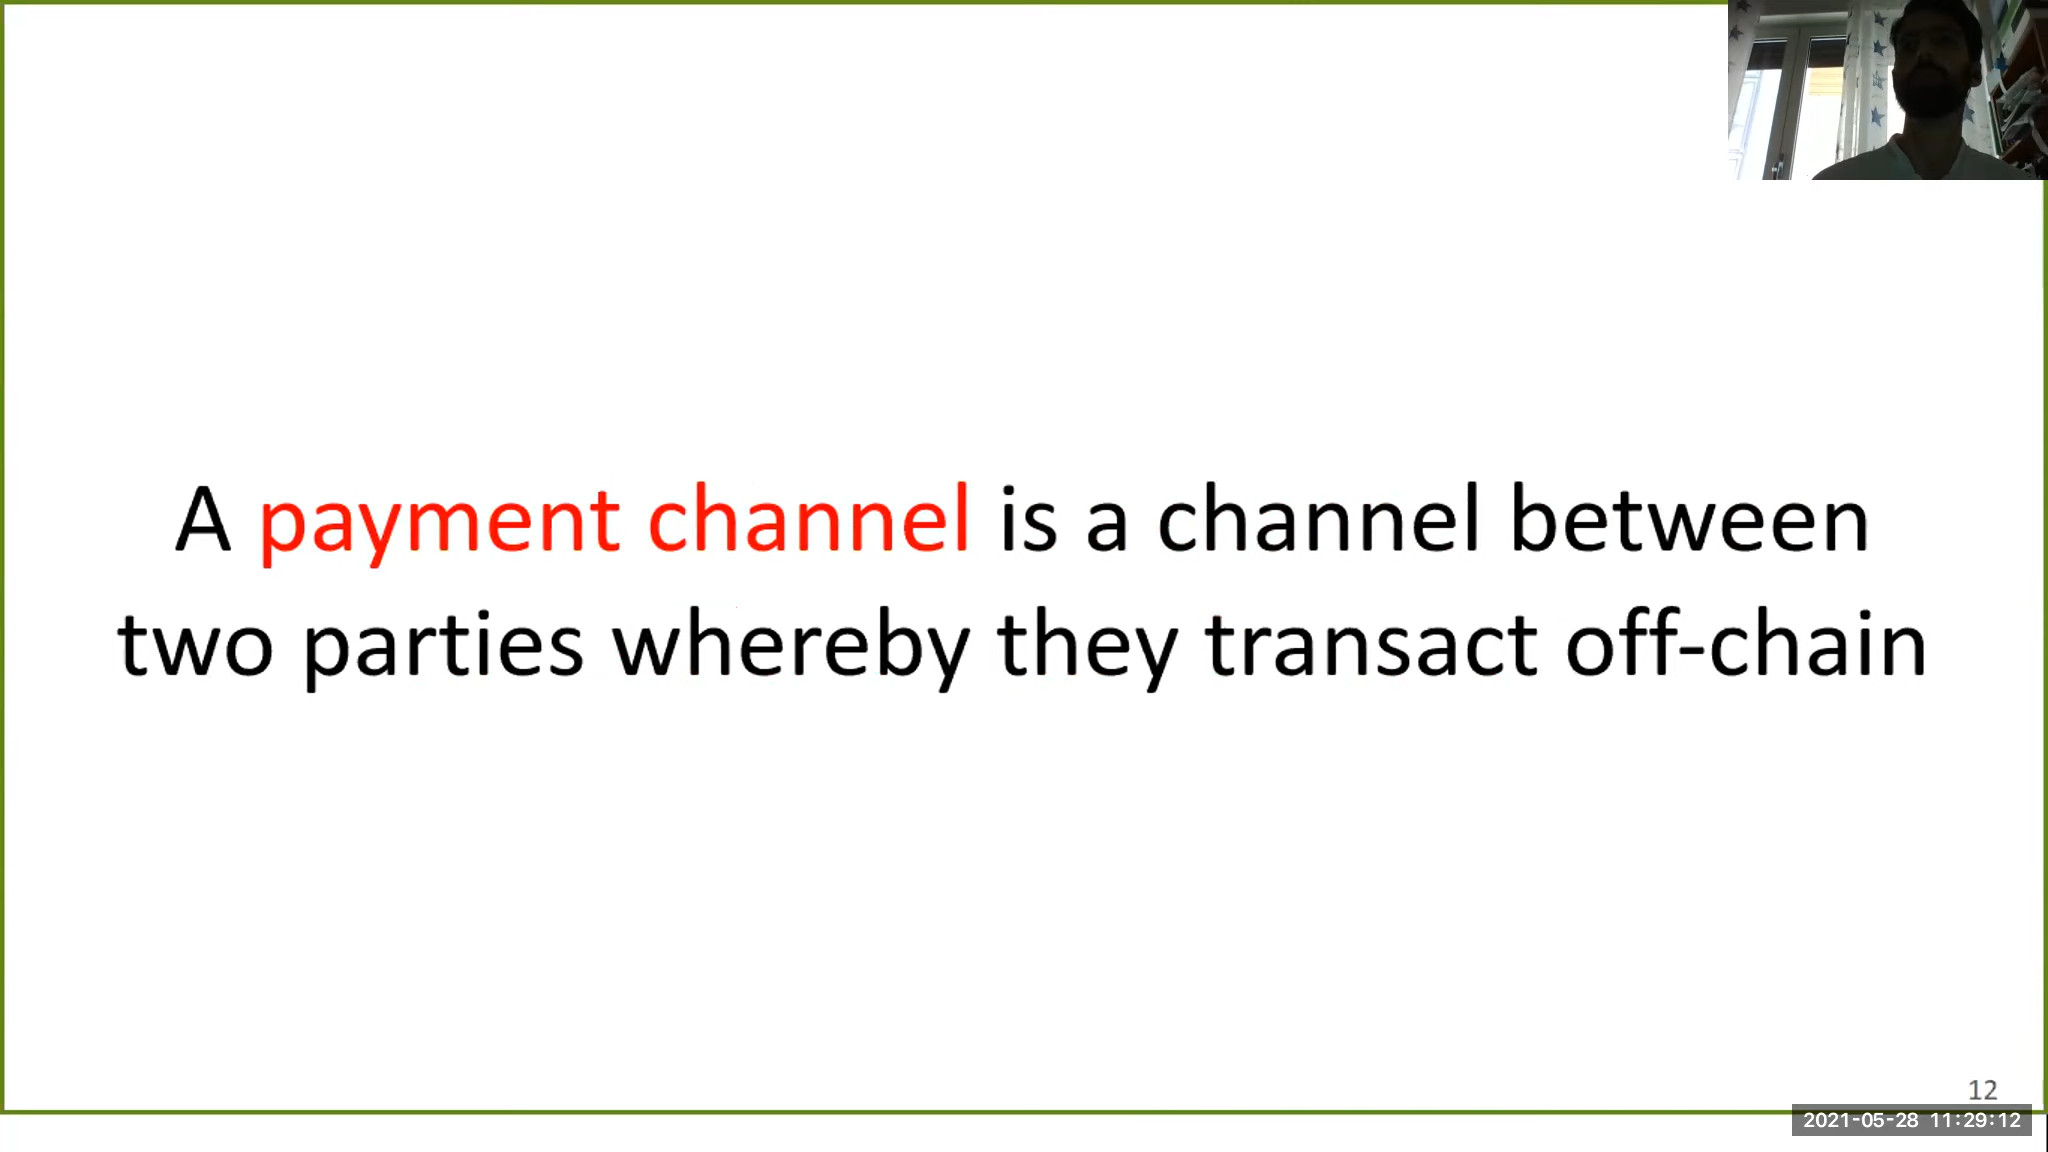 A payment channel is a channel between
two parties whereby they transact off-chain
12
2021-05-28 11:29:12